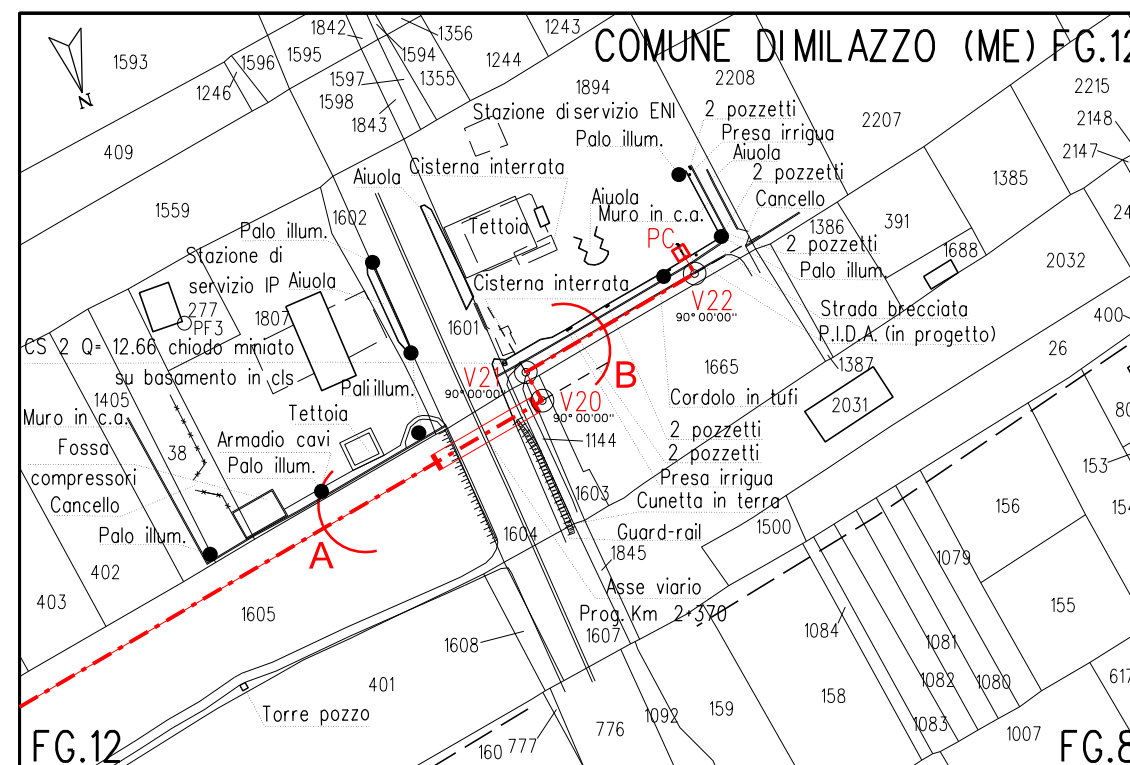 COMUNE DI MILAZZO (ME) FG.12
1593
1246
1596
1595
1842
1594
1356
1243
1244
1597
1355
1598
1843
1894
2208
2207
2215
2148
2147
N
409
1559
1602
Stazione di servizio ENI
2 pozzetti
Palo illum.
Presa irrigua
Aiuola
2 pozzetti
Cancello
1385
Cisterna interrata
Aiuola
Tettoia
Aiuola
Muro in c.a.
PC
1386
391
24
1688
2032
2 pozzetti
Palo illum.
Palo illum.
Stazione di
servizio IP
Aiuola
277
PF3
1807
Cisterna interrata
V22
90°00'00"
Strada brecciata
P.I.D.A. (in progetto)
400
26
1601
CS 2 Q= 12.66 chiodo miniato
su basamento in cls
V21
90°00'00"
B
1665
1387
2031
Pali illum.
V20
90°00'00"
Cordolo in tufi
1405
Muro in c.a.
Tettoia
80
Fossa
compressori
38
Armadio cavi
Palo illum.
1144
2 pozzetti
2 pozzetti
Presa irrigua
Cunetta in terra
153
Cancello
1603
156
154
Palo illum.
A
1604
Guard-rail
1500
402
1845
1079
403
1605
Asse viario
Prog. Km 2+370
155
1084
1607
1608
1081
401
1082
1080
617
Torre pozzo
158
159
1092
776
1083
1007
FG.12
160
777
FG.8